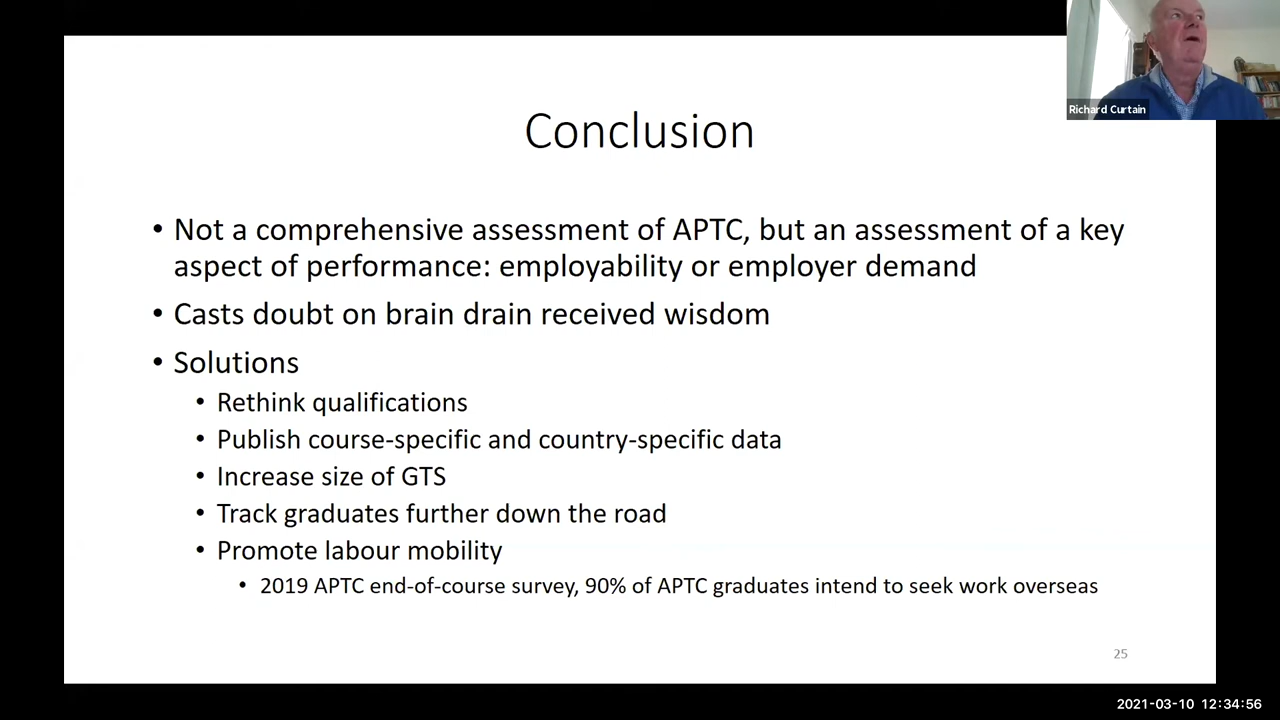 Richard Curtain
Conclusion
• Not a comprehensive assessment of APTC, but an assessment of a key
aspect of performance: employability or employer demand
• Casts doubt on brain drain received wisdom
• Solutions
• Rethink qualifications
• Publish course-specific and country-specific data
• Increase size of GTS
• Track graduates further down the road
• Promote labour mobility
• 2019 APTC end-of-course survey, 90% of APTC graduates intend to seek work overseas
25
2021-03-10 12:34:56